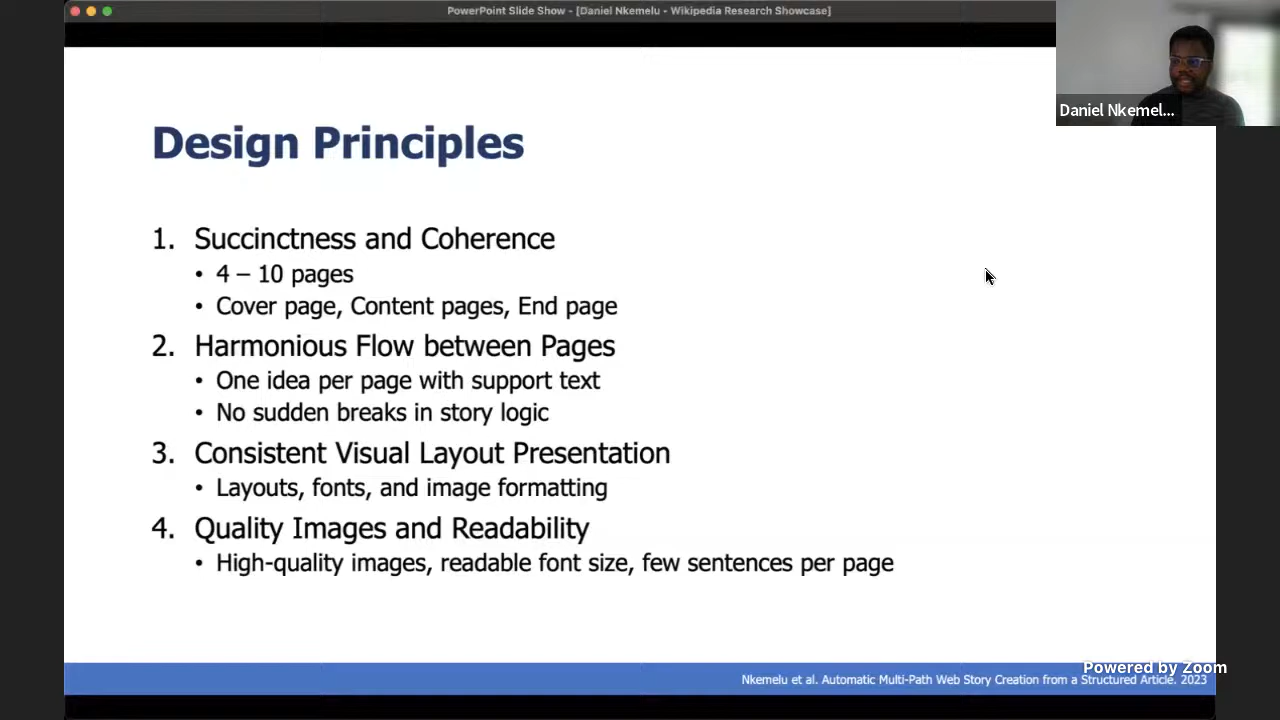 PowerPoint Slide Show - [Daniel Nkemelu - Wikipedia Research Showcase]
Daniel Nkemel...
Design Principles
1. Succinctness and Coherence
• 4 – 10 pages
• Cover page, Content pages, End page
2. Harmonious Flow between Pages
• One idea per page with support text
• No sudden breaks in story logic
3. Consistent Visual Layout Presentation
• Layouts, fonts, and image formatting
4. Quality Images and Readability
• High-quality images, readable font size, few sentences per page
Powered by Zoom
Nkemelu et al. Automatic Multi-Path Web Story Creation from a Structured Article. 2023